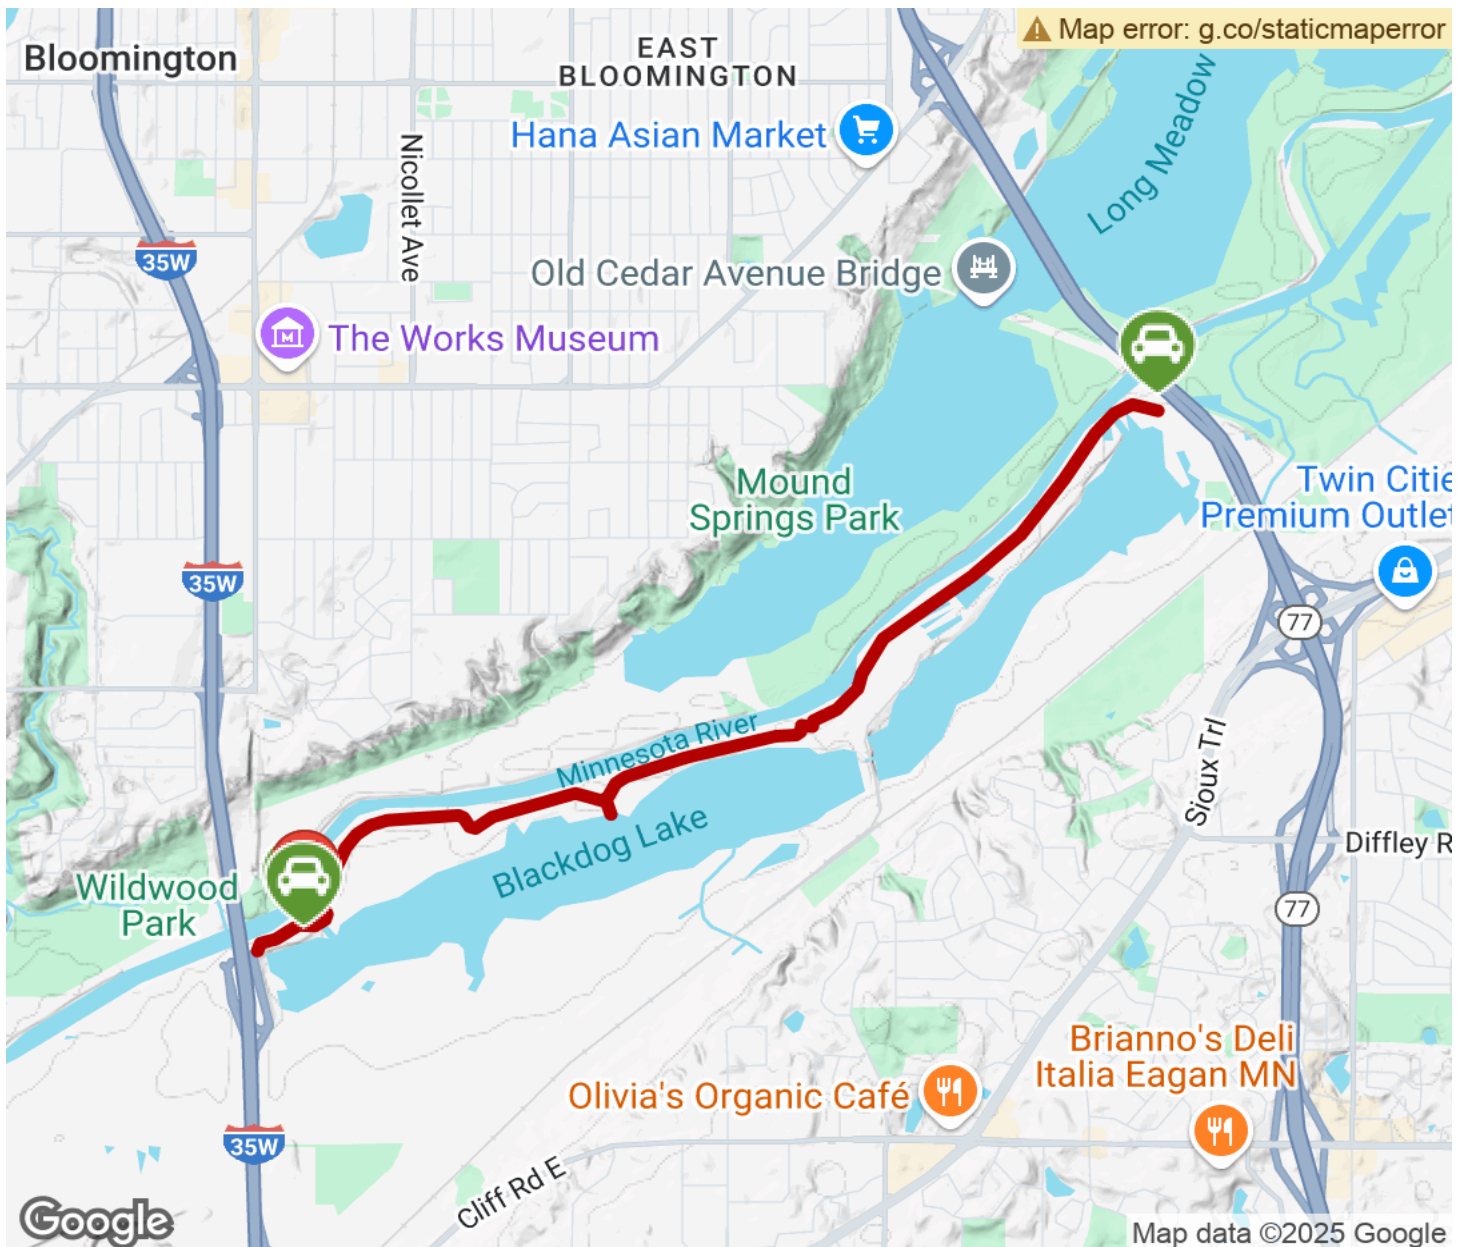 Map error: g.co/staticmaperror
Bloomington
EAST
BLOOMINGTON
Hana Asian Market
Nicollet Ave
Long Meadow
35W
Old Cedar Avenue Bridge
The Works Museum
Mound
Springs Park
Twin Citie
Premium Outlet
35W
77
Minnesota River
Sioux Trl
Blackdog Lake
Diffley R
Wildwood
Park
77
Brianno's Deli
Italia Eagan MN
Olivia's Organic Café
35W
Cliff Rd E
Google
Map data ©2025 Google